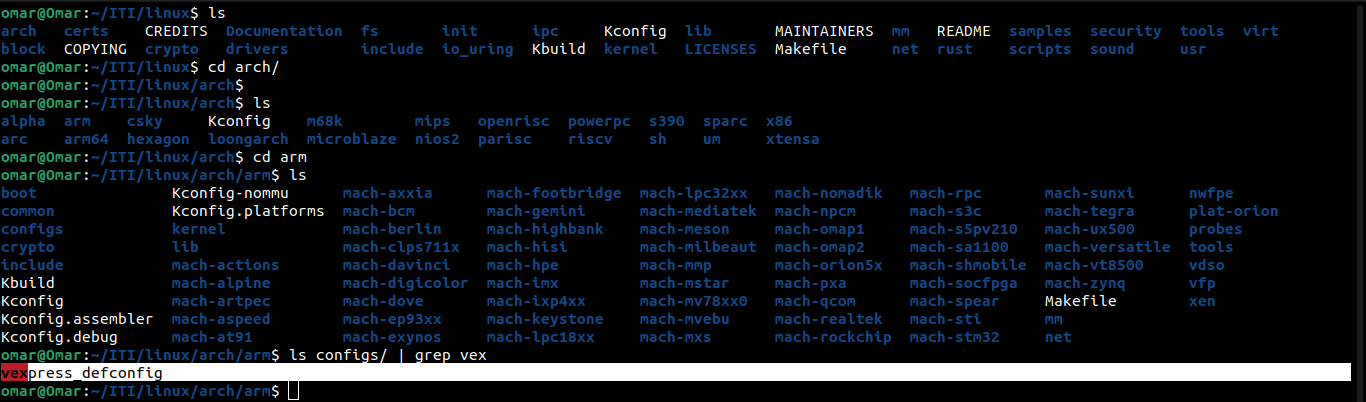 omar@Omar:~/ITI/linux$ ls
arch certs CREDITS Documentation fs init ipc Kconfig lib MAINTAINERS mm README samples security tools virt
block COPYING crypto drivers include io_uring Kbuild kernel LICENSES Makefile net rust scripts sound usr
omar@Omar:~/ITI/linux$ cd arch/
omar@Omar:~/ITI/linux/arch$
omar@Omar:~/ITI/linux/arch$ ls
alpha arm csky Kconfig m68k mips openrisc powerpc s390 sparc x86
arc arm64 hexagon loongarch microblaze nios2 parisc riscv sh um xtensa
omar@Omar:~/ITI/linux/arch$ cd arm
omar@Omar:~/ITI/linux/arch/arm$ ls
boot Kconfig-nommu mach-axxia mach-footbridge mach-lpc32xx mach-nomadik mach-rpc mach-sunxi nwfpe
common Kconfig.platforms mach-bcm mach-gemini mach-mediatek mach-npcm mach-s3c mach-tegra plat-orion
configs kernel mach-berlin mach-highbank mach-meson mach-omap1 mach-s5pv210 mach-ux500 probes
crypto lib mach-clps711x mach-hisi mach-milbeaut mach-omap2 mach-sa1100 mach-versatile tools
include mach-actions mach-davinci mach-hpe mach-mmp mach-orion5x mach-shmobile mach-vt8500 vdso
Kbuild mach-alpine mach-digicolor mach-imx mach-mstar mach-pxa mach-socfpga mach-zynq vfp
Kconfig mach-artpec mach-dove mach-ixp4xx mach-mv78xx0 mach-qcom mach-spear Makefile xen
Kconfig.assembler mach-aspeed mach-ep93xx mach-keystone mach-mvebu mach-realtek mach-sti mm
Kconfig.debug mach-at91 mach-exynos mach-lpc18xx mach-mxs mach-rockchip mach-stm32 net
omar@Omar:~/ITI/linux/arch/arm$ ls configs/ | grep vex
vexpress_defconfig
omar@Omar:~/ITI/linux/arch/arm$